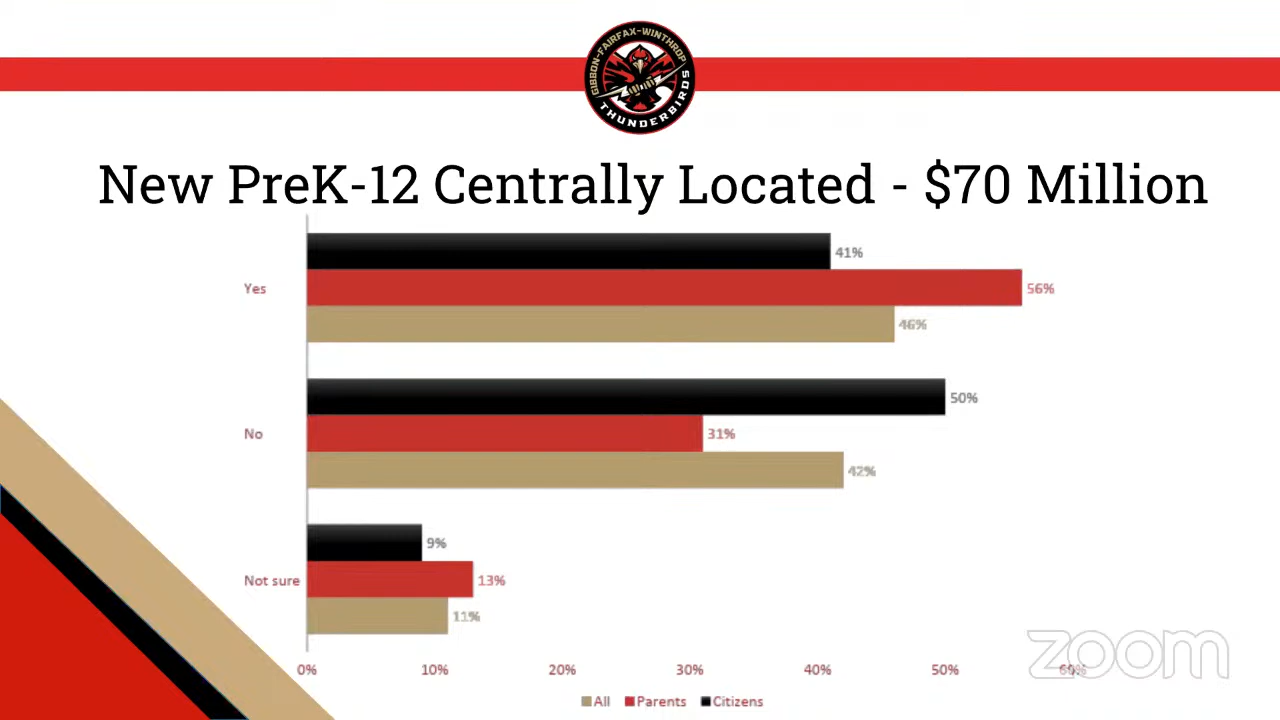 GIBBON-FAIRFAX-WINTHROP
THUNDERBIRDS
New PreK-12 Centrally Located - $70 Million
41%
Yes
56%
46%
50%
No
31%
42%
9%
Not sure
13%
11%
zoom
0%
10%
20%
30%
40%
50%
60%
All
Parents
Citizens